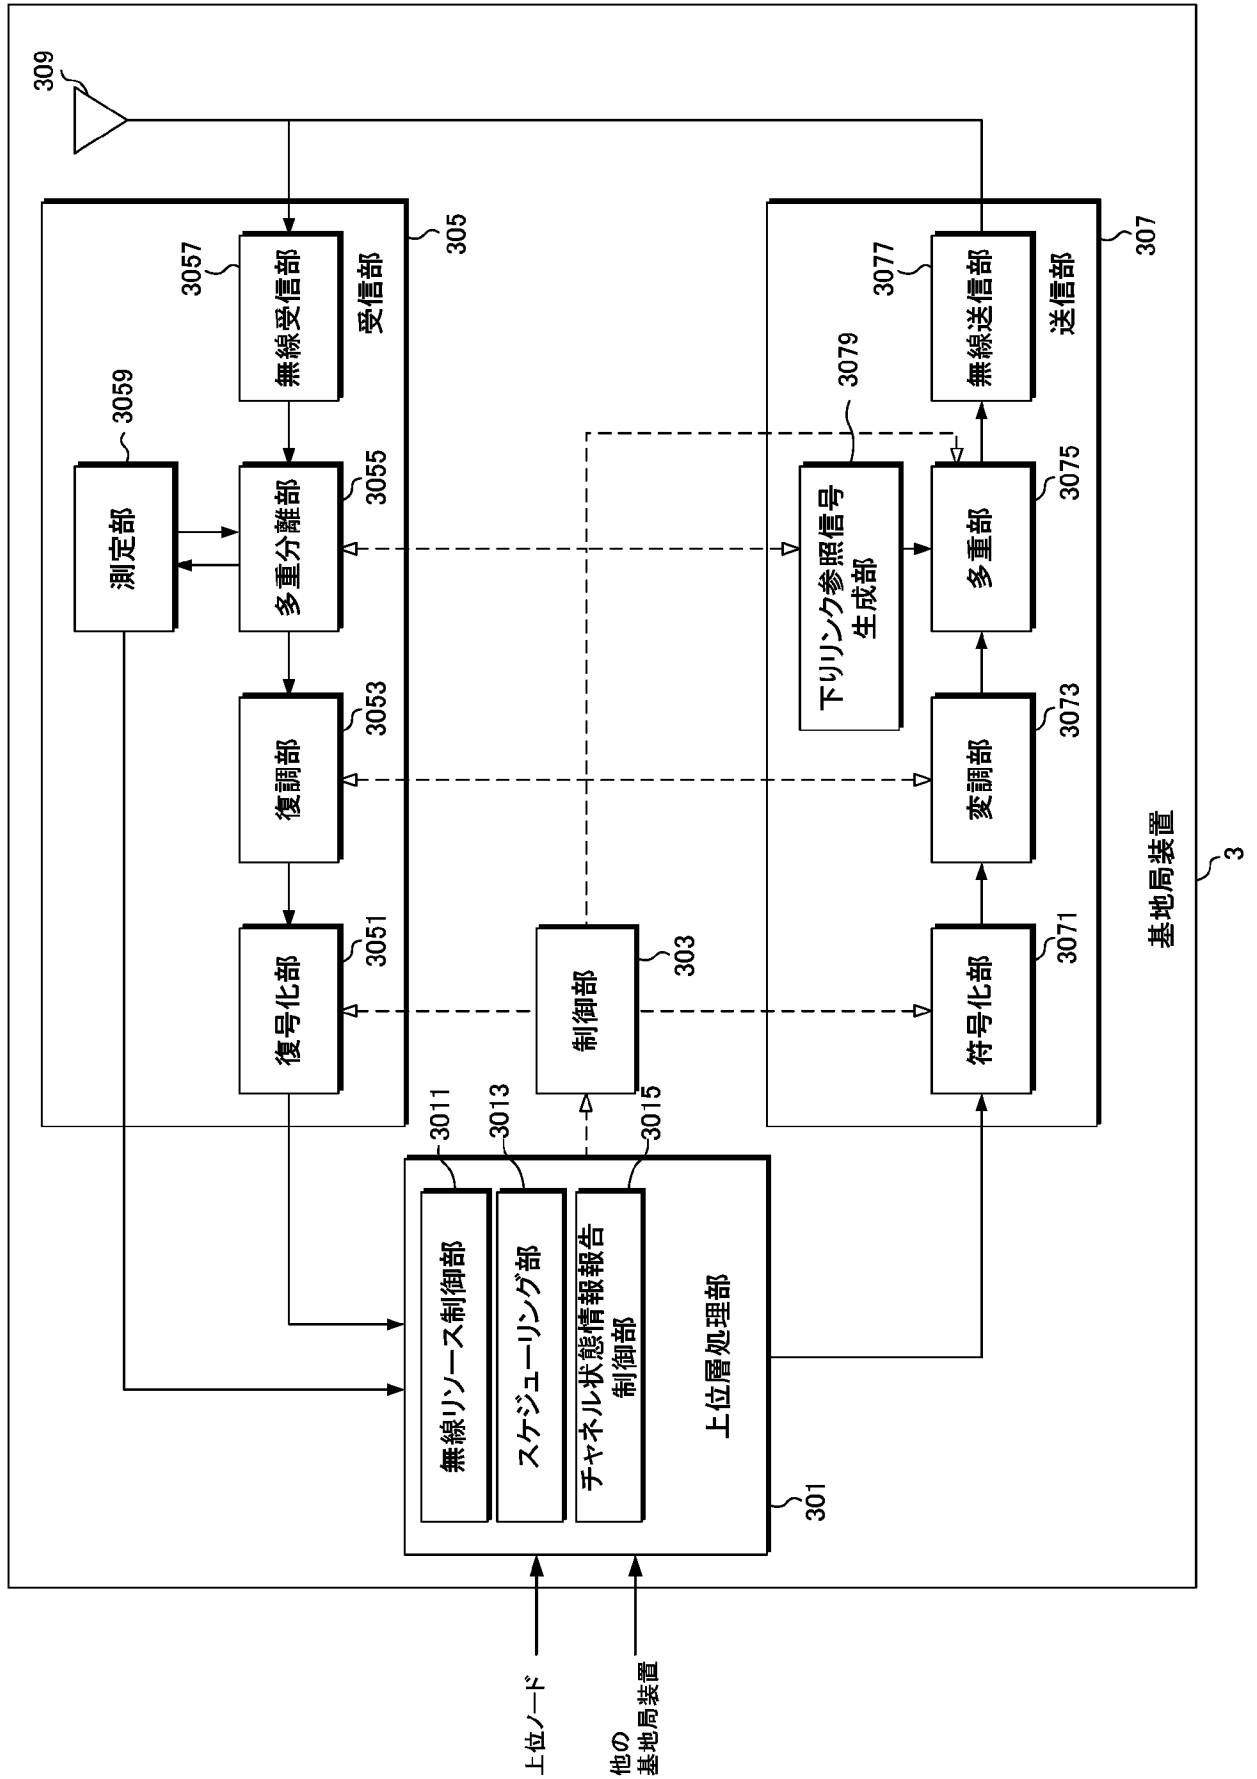 上位ノード
他の
基地局装置
301
上位層処理部
無線リソース制御部
3011
スケジューリング部
3013
チャネル状態情報報告
制御部
3015
制御部
303
受信部
305
復号化部
3051
復調部
3053
多重分離部
3055
無線受信部
3057
測定部
3059
309
送信部
307
符号化部
3071
変調部
3073
多重部
3075
無線送信部
3077
下りリンク参照信号
生成部
3079
基地局装置
3